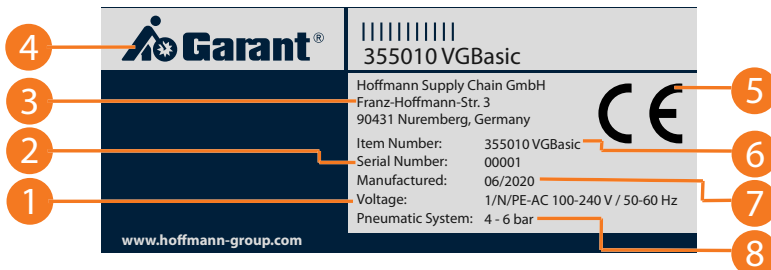 4
Garant®
355010 VGBasic
3
Hoffmann Supply Chain GmbH
Franz-Hoffmann-Str. 3
90431 Nuremberg, Germany
CE
5
2
Item Number: 355010 VGBasic
6
Serial Number: 00001
Manufactured: 06/2020
7
1
Voltage: 1/N/PE-AC 100-240 V / 50-60 Hz
Pneumatic System: 4 - 6 bar
8
www.hoffmann-group.com